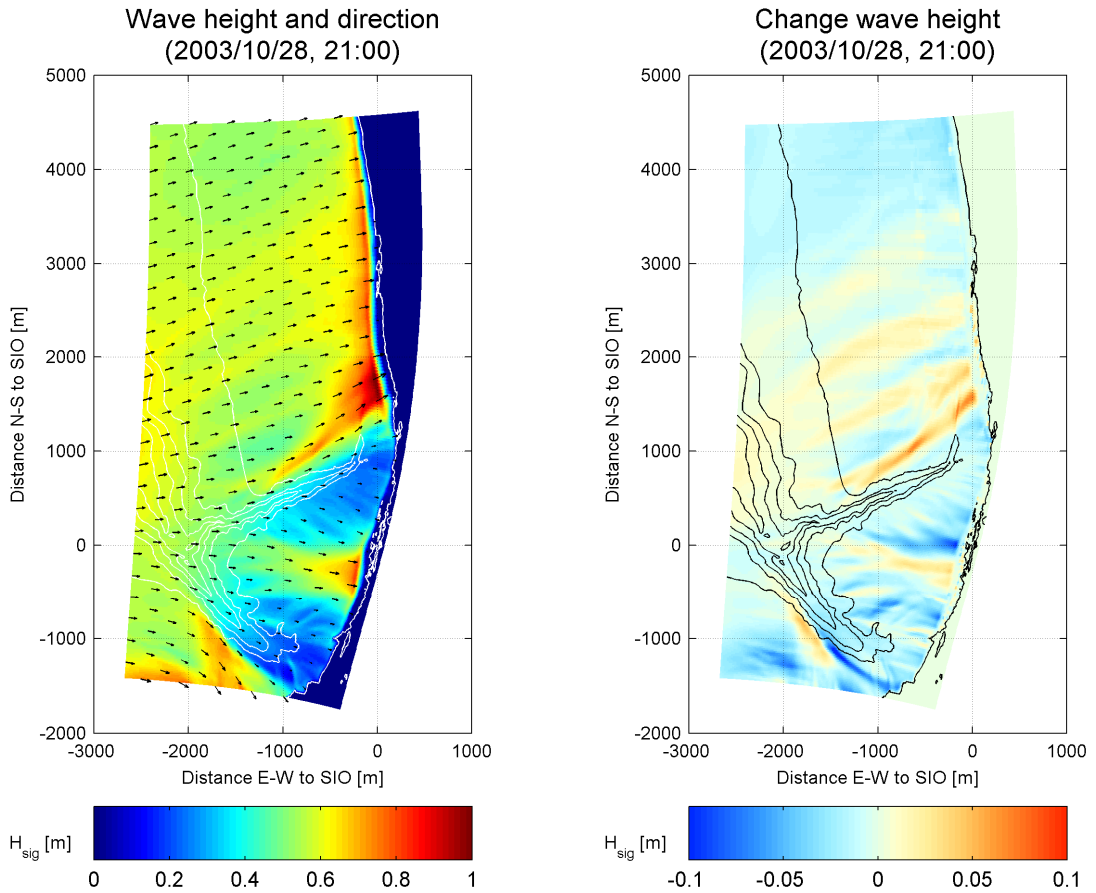 Wave height and direction
(2003/10/28, 21:00)
5000
4000
3000
2000
1000
0
-1000
-2000
-3000 -2000 -1000 0 1000
Distance N-S to SIO [m]
Distance E-W to SIO [m]
H_sig [m]
0 0.2 0.4 0.6 0.8 1
Change wave height
(2003/10/28, 21:00)
5000
4000
3000
2000
1000
0
-1000
-2000
-3000 -2000 -1000 0 1000
Distance N-S to SIO [m]
Distance E-W to SIO [m]
H_sig [m]
-0.1 -0.05 0 0.05 0.1